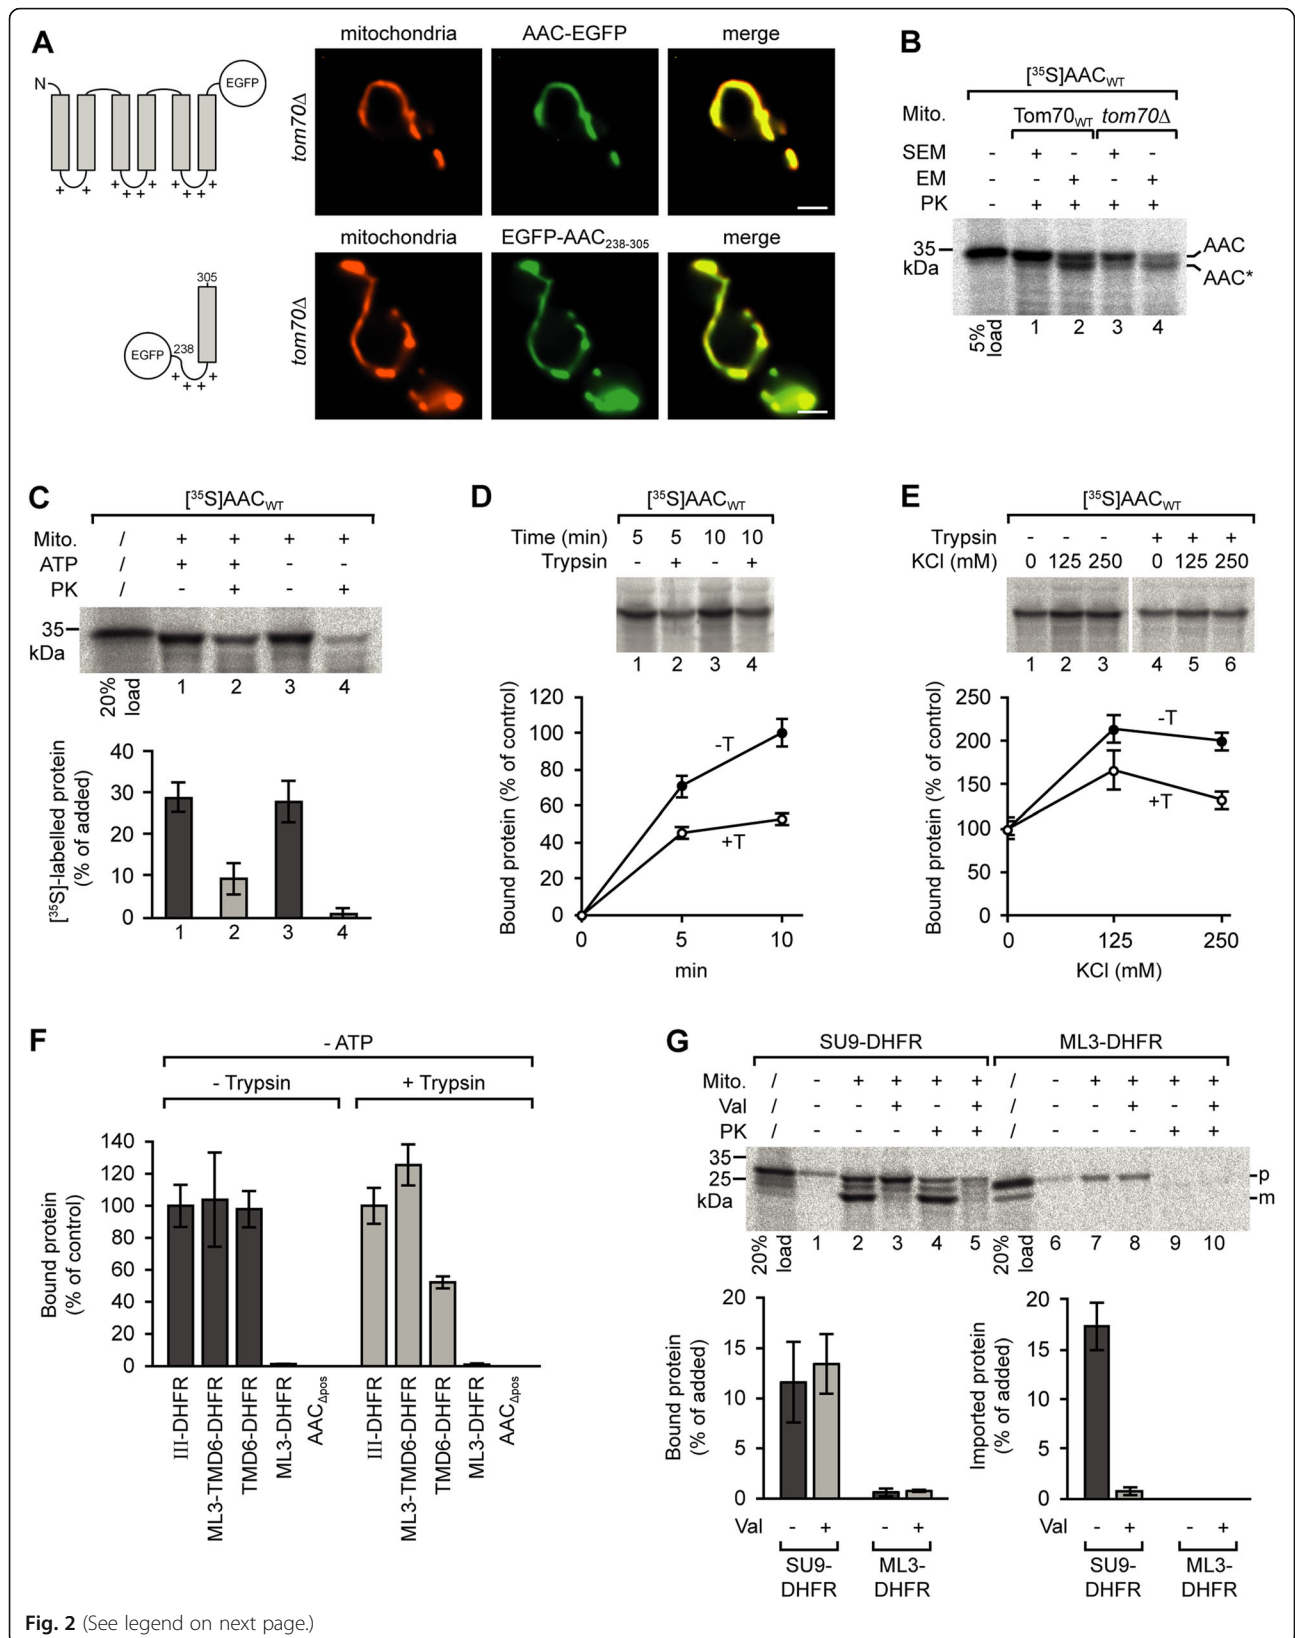 A
mitochondria AAC-EGFP merge
N EGFP
tom70Δ
mitochondria EGFP-AAC238-305 merge
305
EGFP 238
tom70Δ
+ + + + + + + + + +
+ + + +
B
[35S]AACWT
Mito. Tom70WT tom70Δ
SEM - + - + -
EM - - + - +
PK - + + + +
35
kDa
AAC
AAC*
5% load 1 2 3 4
C
[35S]AACWT
Mito. / + + + +
ATP / + + - -
PK / - + - +
35
kDa
20% load 1 2 3 4
[35S]-labelled protein (% of added)
40
30
20
10
0
1 2 3 4
D
[35S]AACWT
Time (min) 5 5 10 10
Trypsin - + - +
1 2 3 4
Bound protein (% of control)
120
100
80
60
40
20
0
-T
+T
0 5 10
min
E
[35S]AACWT
Trypsin - - - + + +
KCl (mM) 0 125 250 0 125 250
1 2 3 4 5 6
Bound protein (% of control)
250
200
150
100
50
0
-T
+T
0 125 250
KCl (mM)
F
- ATP
- Trypsin + Trypsin
Bound protein (% of control)
140
120
100
80
60
40
20
0
III-DHFR ML3-TMD6-DHFR TMD6-DHFR ML3-DHFR AACΔpos III-DHFR ML3-TMD6-DHFR TMD6-DHFR ML3-DHFR AACΔpos
G
SU9-DHFR ML3-DHFR
Mito. / - + + + + / - + + + +
Val / - - + - + / - - + - +
PK / - - - + + / - - - + +
35
25
kDa
p
m
20% load 1 2 3 4 5 20% load 6 7 8 9 10
Bound protein (% of added)
20
15
10
5
0
Val - + - +
SU9-DHFR ML3-DHFR
Imported protein (% of added)
20
15
10
5
0
Val - + - +
SU9-DHFR ML3-DHFR
Fig. 2 (See legend on next page.)